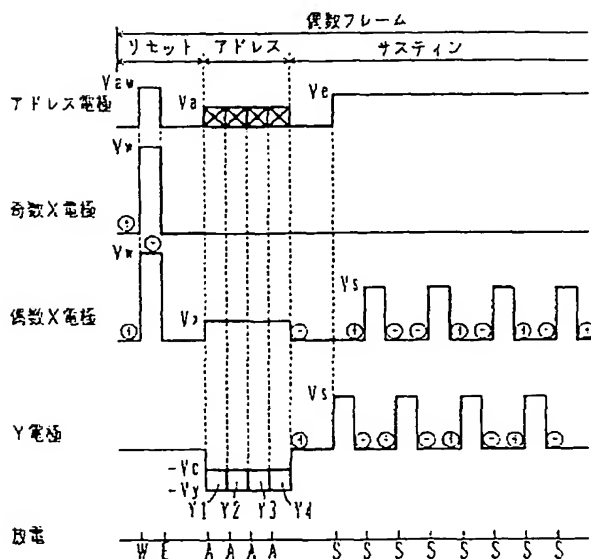 偶数フレーム
リセット アドレス サスティン
Vaw
アドレス電極 Va Ve
Vw
奇数X電極 +
Vw -
偶数X電極 + - + - - + - - + - - + - +
Vs
Vs
Y電極 + + - - + - - + - - + -
-Vc
-Vy
Y1 Y2 Y3 Y4
放電 W E A A A A S S S S S S S S